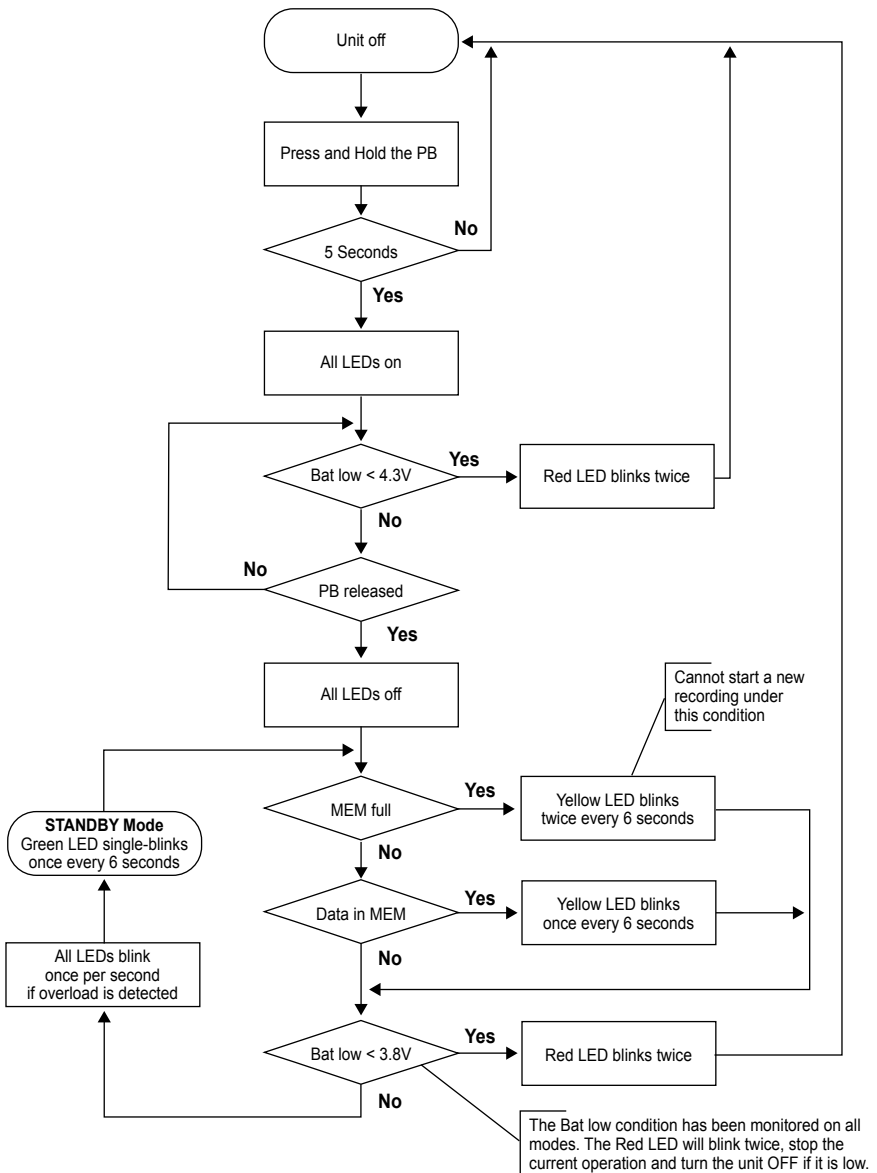 Unit off
Press and Hold the PB
No
5 Seconds
Yes
All LEDs on
Bat low < 4.3V
Yes
Red LED blinks twice
No
No
PB released
Yes
All LEDs off
Cannot start a new
recording under
this condition
MEM full
Yes
Yellow LED blinks
twice every 6 seconds
No
STANDBY Mode
Green LED single-blinks
once every 6 seconds
Data in MEM
Yes
Yellow LED blinks
once every 6 seconds
No
All LEDs blink
once per second
if overload is detected
Bat low < 3.8V
Yes
Red LED blinks twice
No
The Bat low condition has been monitored on all
modes. The Red LED will blink twice, stop the
current operation and turn the unit OFF if it is low.